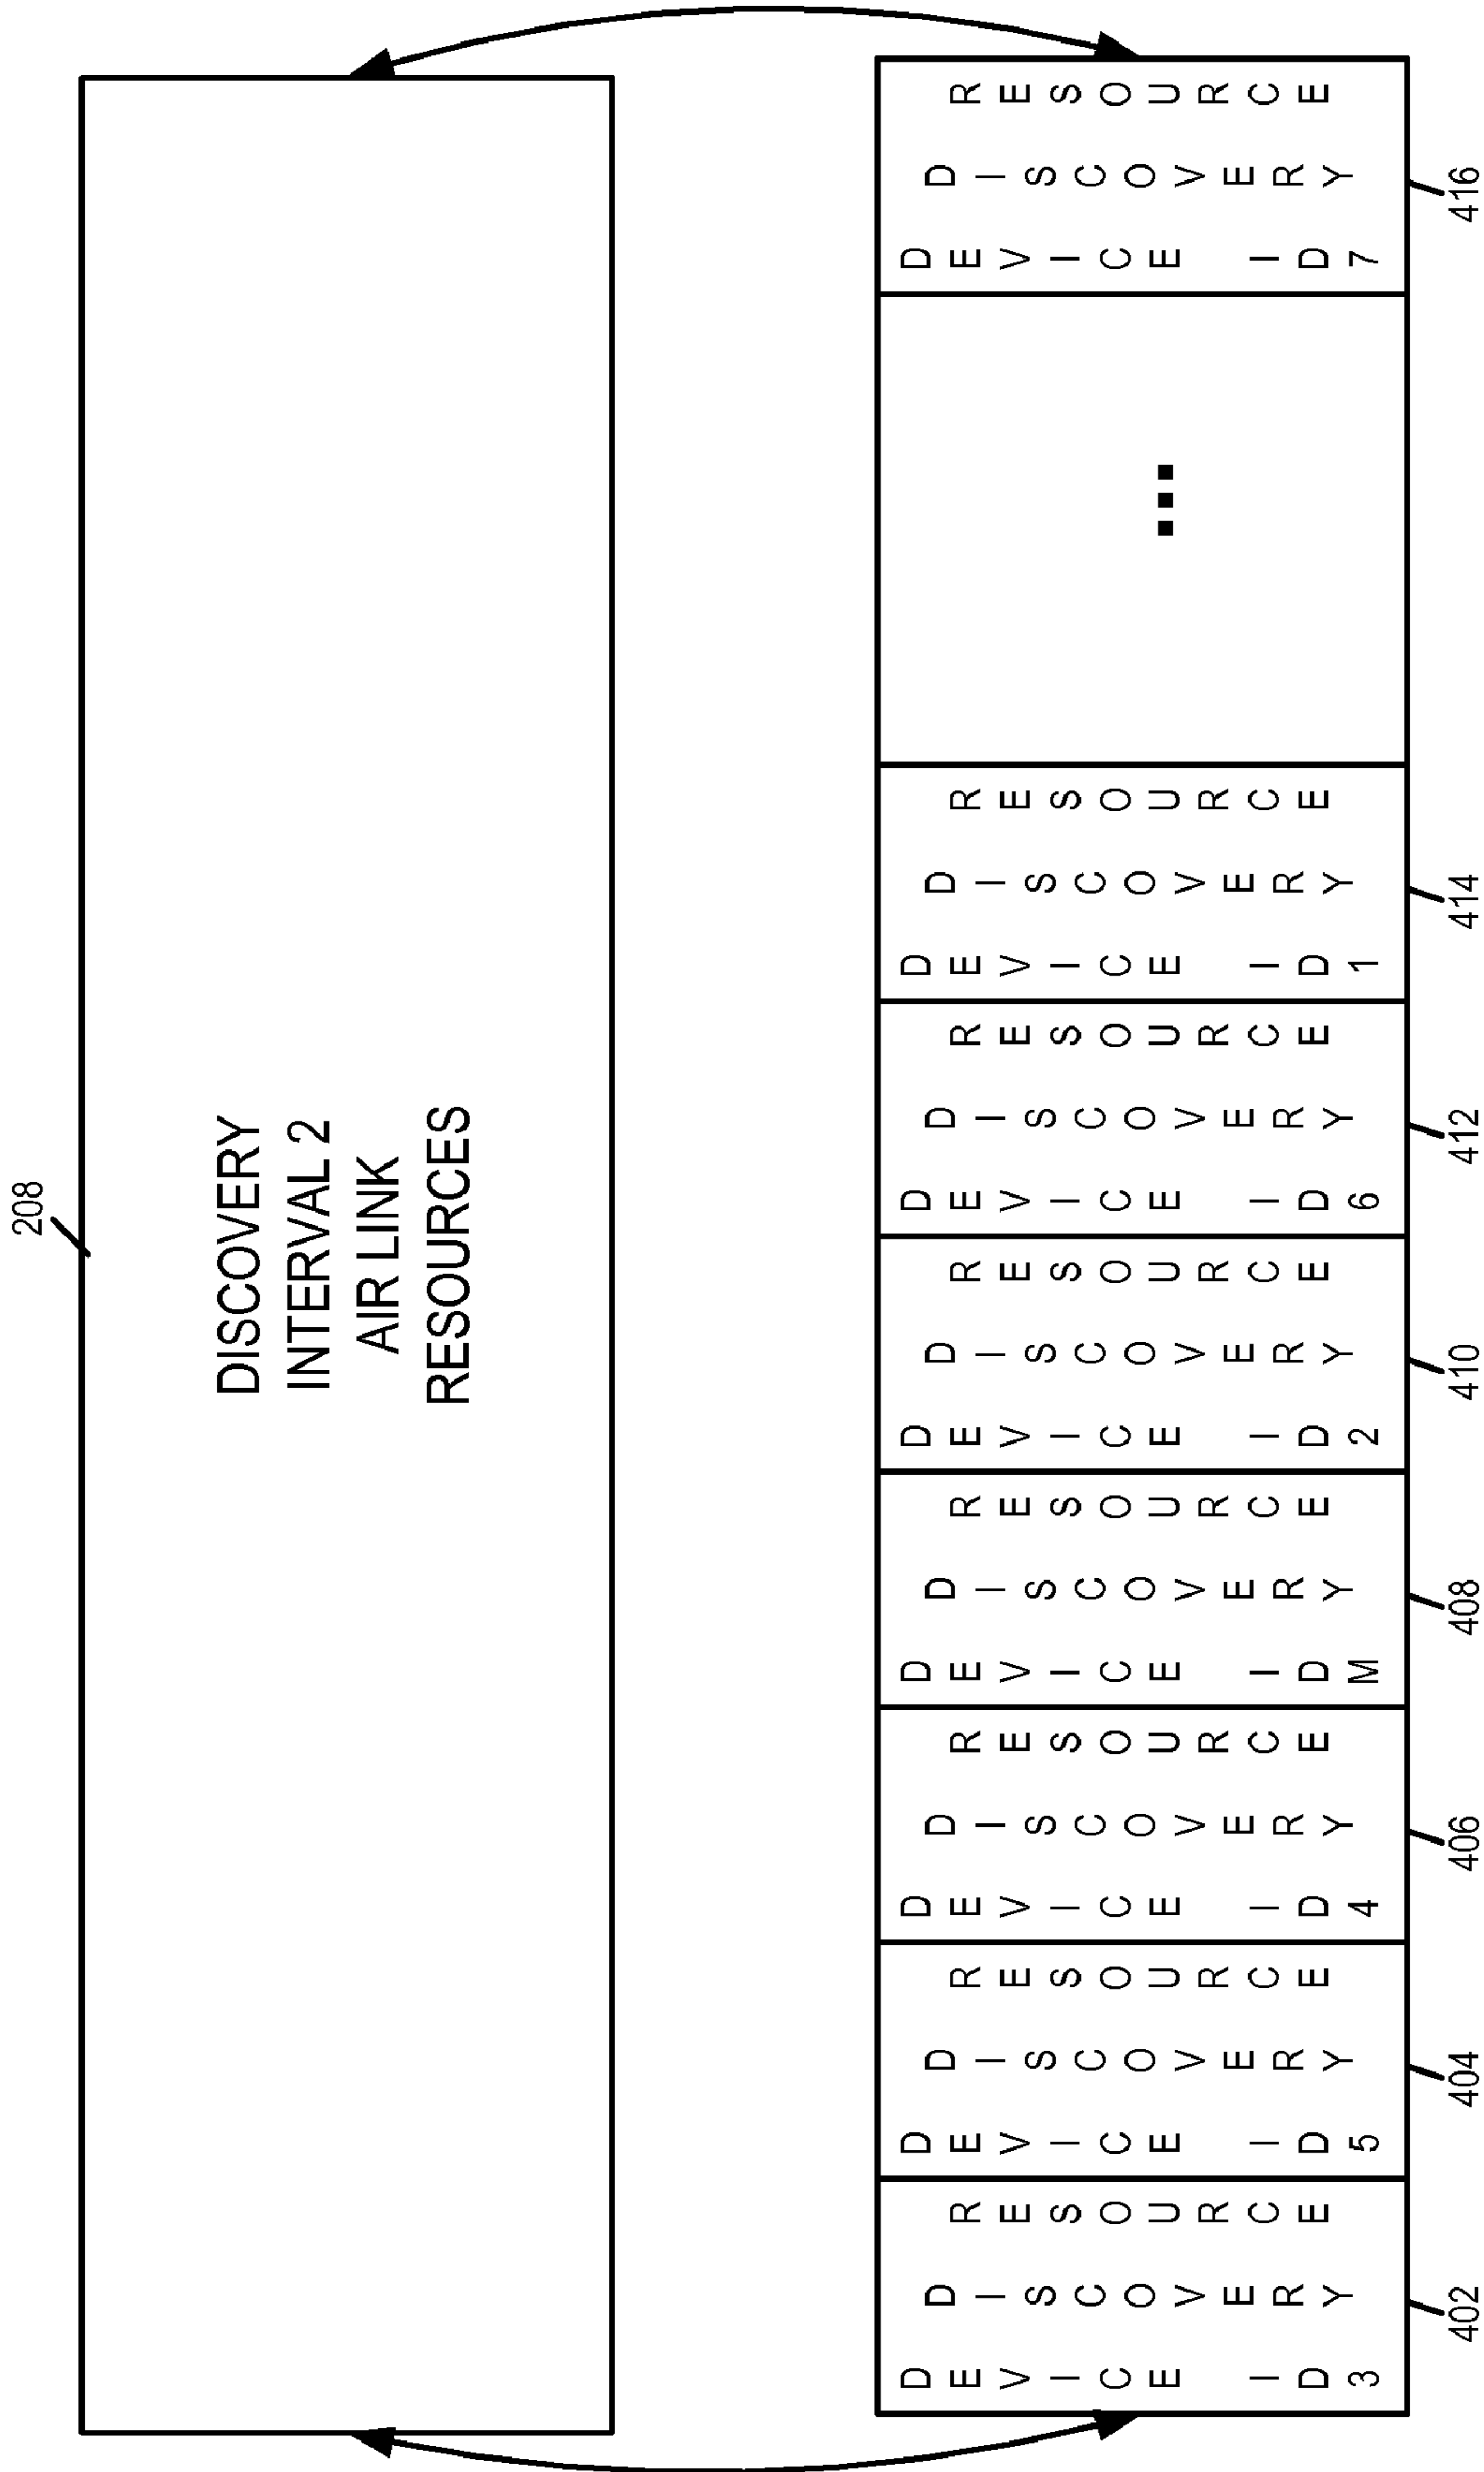 208
DISCOVERY
INTERVAL 2
AIR LINK
RESOURCES
DEVICE ID 3
DISCOVERY
RESOURCE
DEVICE ID 5
DISCOVERY
RESOURCE
DEVICE ID 4
DISCOVERY
RESOURCE
DEVICE ID M
DISCOVERY
RESOURCE
DEVICE ID 2
DISCOVERY
RESOURCE
DEVICE ID 6
DISCOVERY
RESOURCE
DEVICE ID 1
DISCOVERY
RESOURCE
...
DEVICE ID 7
DISCOVERY
RESOURCE
402
404
406
408
410
412
414
416